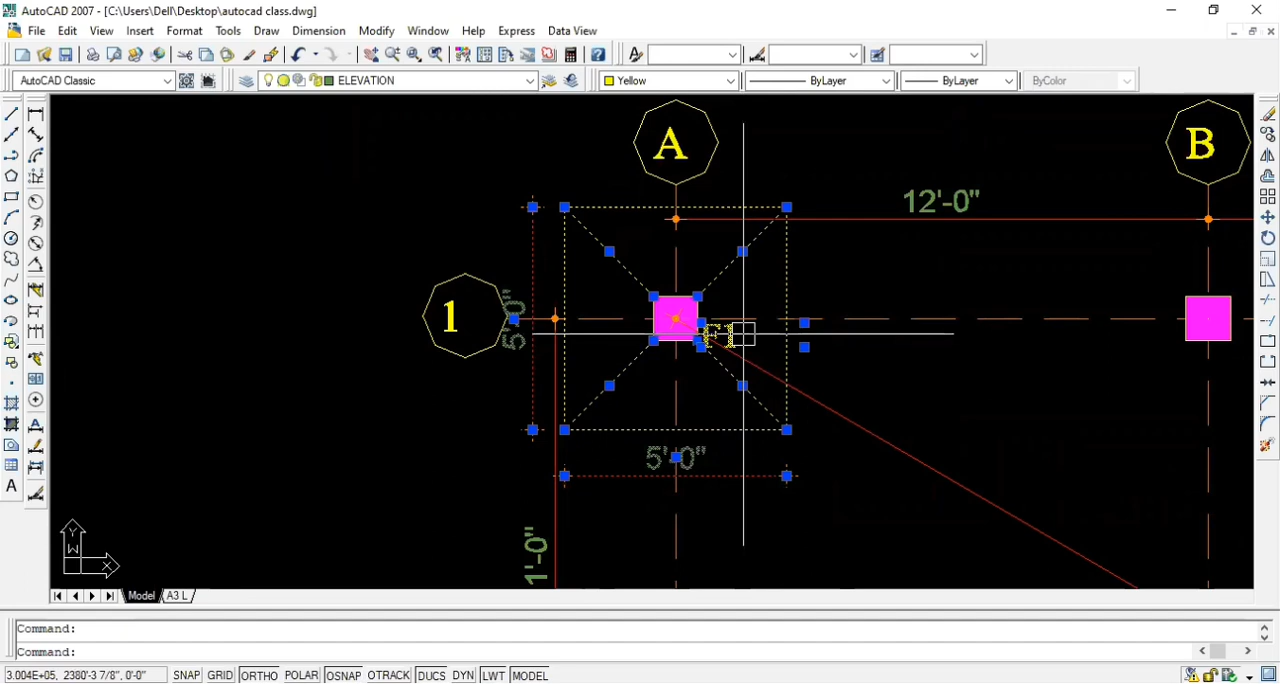 AutoCAD 2007 - [C:\Users\Dell\Desktop\autocad class.dwg]
File Edit View Insert Format Tools Draw Dimension Modify Window Help Express Data View
AutoCAD Classic ELEVATION Yellow ByLayer ByLayer ByColor
A B
12'-0"
1
5'-0"
5'-0"
1'-0"
Y
W
X
Model A3 L
Command:
Command:
3.004E+05, 2380'-3 7/8", 0'-0" SNAP GRID ORTHO POLAR OSNAP OTRACK DUCS DYN LWT MODEL